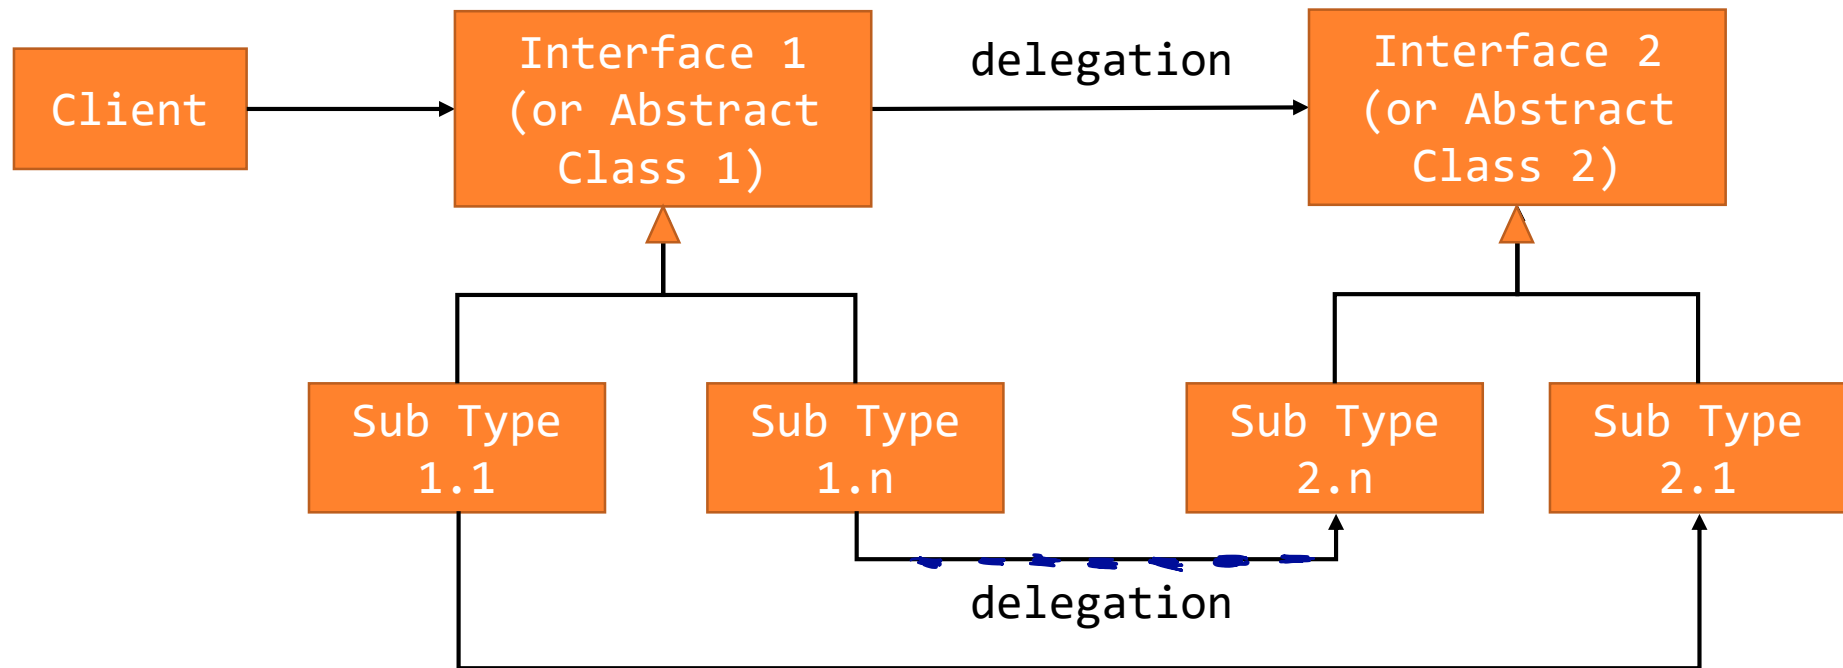 Client
Interface 1
(or Abstract
Class 1)
delegation
Interface 2
(or Abstract
Class 2)
Sub Type
1.1
Sub Type
1.n
Sub Type
2.n
Sub Type
2.1
delegation